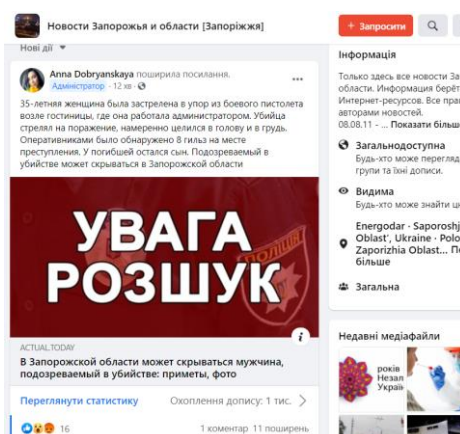 Новости Запорожья и области [Запоріжжя]
+ Запросити
Нові дії
Anna Dobryanskaya поширила посилання.
Адміністратор · 12 хв ·
35-летняя женщина была застрелена в упор из боевого пистолета
возле гостиницы, где она работала администратором. Убийца
стрелял на поражение, намеренно целился в голову и в грудь.
Оперативниками было обнаружено 8 гильз на месте
преступления. У погибшей остался сын. Подозреваемый в
убийстве может скрываться в Запорожской области
УВАГА
РОЗШУК
ПОЛІЦІЯ
ACTUAL.TODAY
В Запорожской области может скрываться мужчина,
подозреваемый в убийстве: приметы, фото
Переглянути статистику
Охоплення допису: 1 тис. >
16
1 коментар 11 поширень
Інформація
Только здесь все новости За
области. Информация берёт
Интернет-ресурсов. Все пра
авторами новостей.
08.08.11 - ... Показати більше
Загальнодоступна
Будь-хто може перегляд
групи та їхні дописи.
Видима
Будь-хто може знайти ц
Energodar · Saporoshj
Oblast', Ukraine · Polo
Zaporizhia Oblast... П
більше
Загальна
Недавні медіафайли
років
Незал
Україн